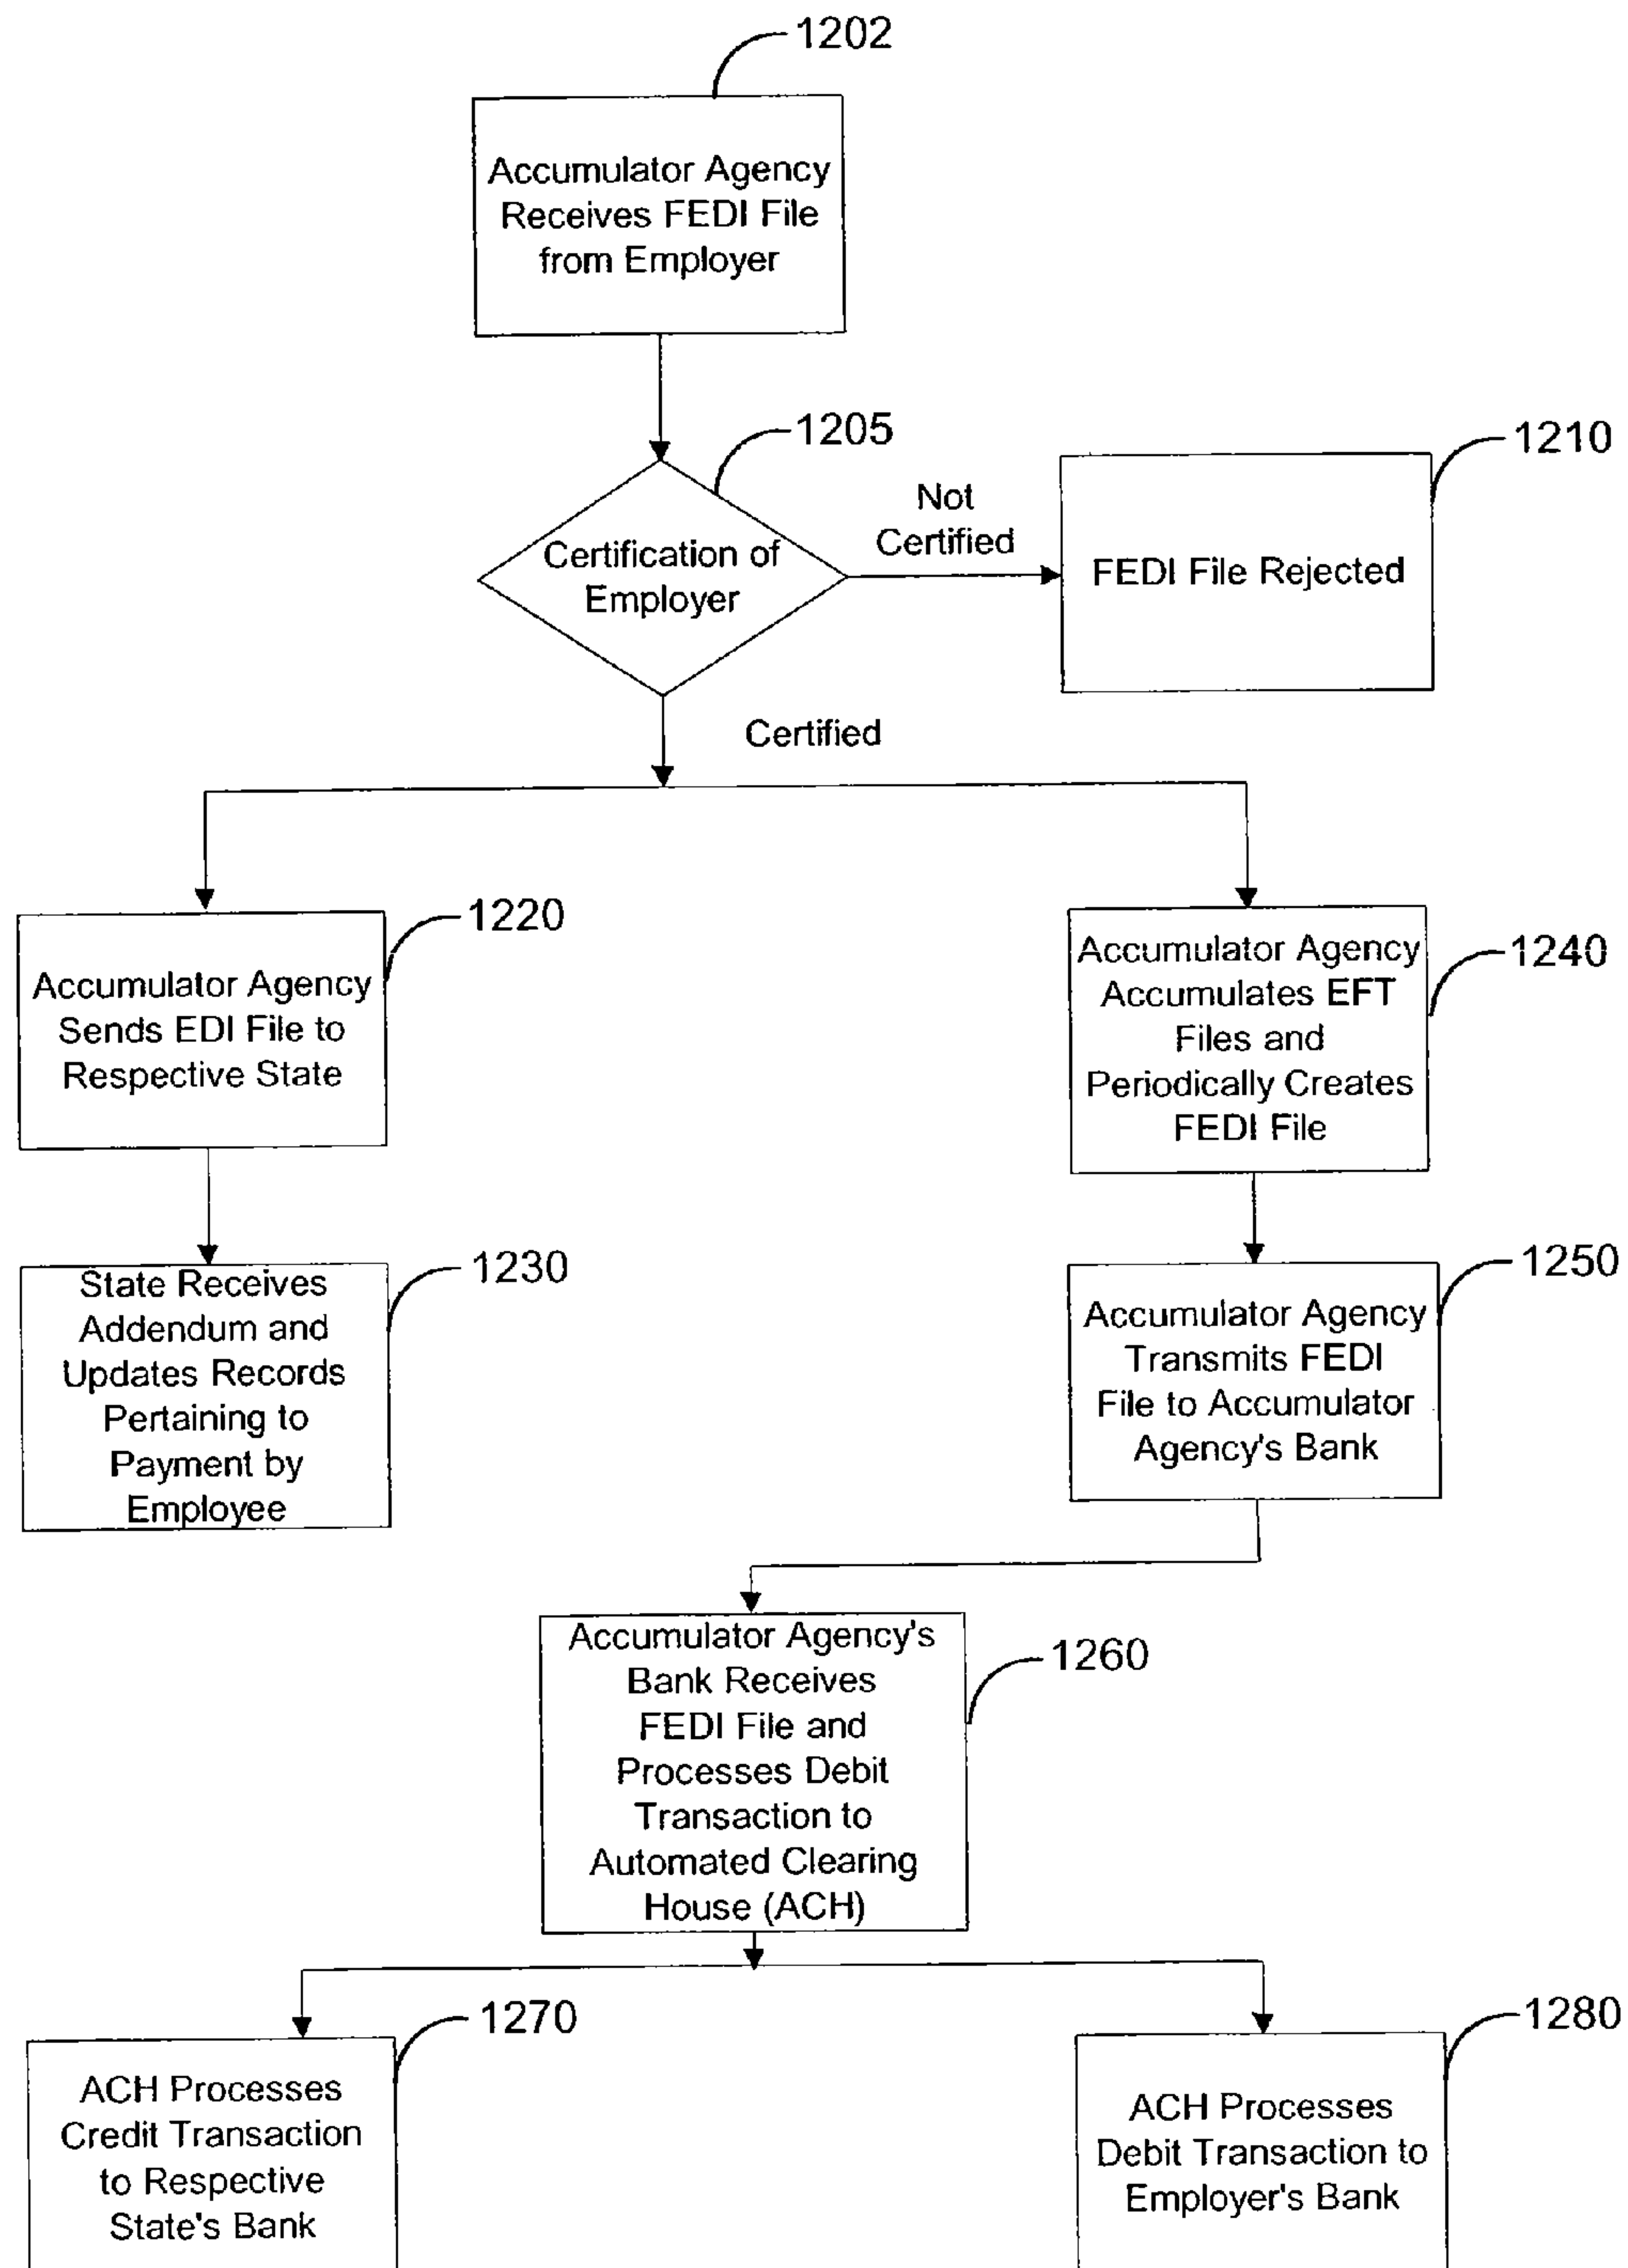 1202
Accumulator Agency
Receives FEDI File
from Employer
1205
Certification of
Employer
Not
Certified
1210
FEDI File Rejected
Certified
1220
Accumulator Agency
Sends EDI File to
Respective State
1240
Accumulator Agency
Accumulates EFT
Files and
Periodically Creates
FEDI File
1230
State Receives
Addendum and
Updates Records
Pertaining to
Payment by
Employee
1250
Accumulator Agency
Transmits FEDI
File to Accumulator
Agency's Bank
1260
Accumulator Agency's
Bank Receives
FEDI File and
Processes Debit
Transaction to
Automated Clearing
House (ACH)
1270
ACH Processes
Credit Transaction
to Respective
State's Bank
1280
ACH Processes
Debit Transaction to
Employer's Bank